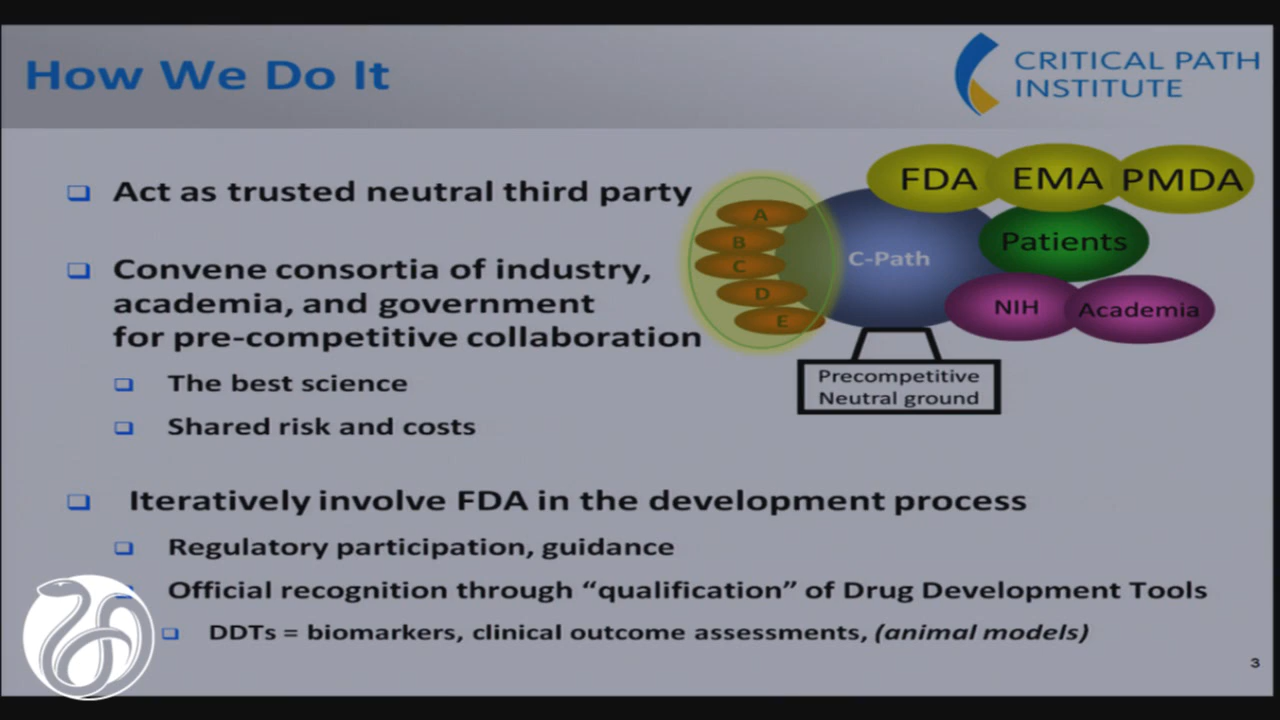 How We Do It
CRITICAL PATH
INSTITUTE
Act as trusted neutral third party
Convene consortia of industry,
academia, and government
for pre-competitive collaboration
The best science
Shared risk and costs
Iteratively involve FDA in the development process
Regulatory participation, guidance
Official recognition through “qualification” of Drug Development Tools
DDTs = biomarkers, clinical outcome assessments, (animal models)
FDA
EMA
PMDA
Patients
NIH
Academia
C-Path
A
B
C
D
E
Precompetitive
Neutral ground
3